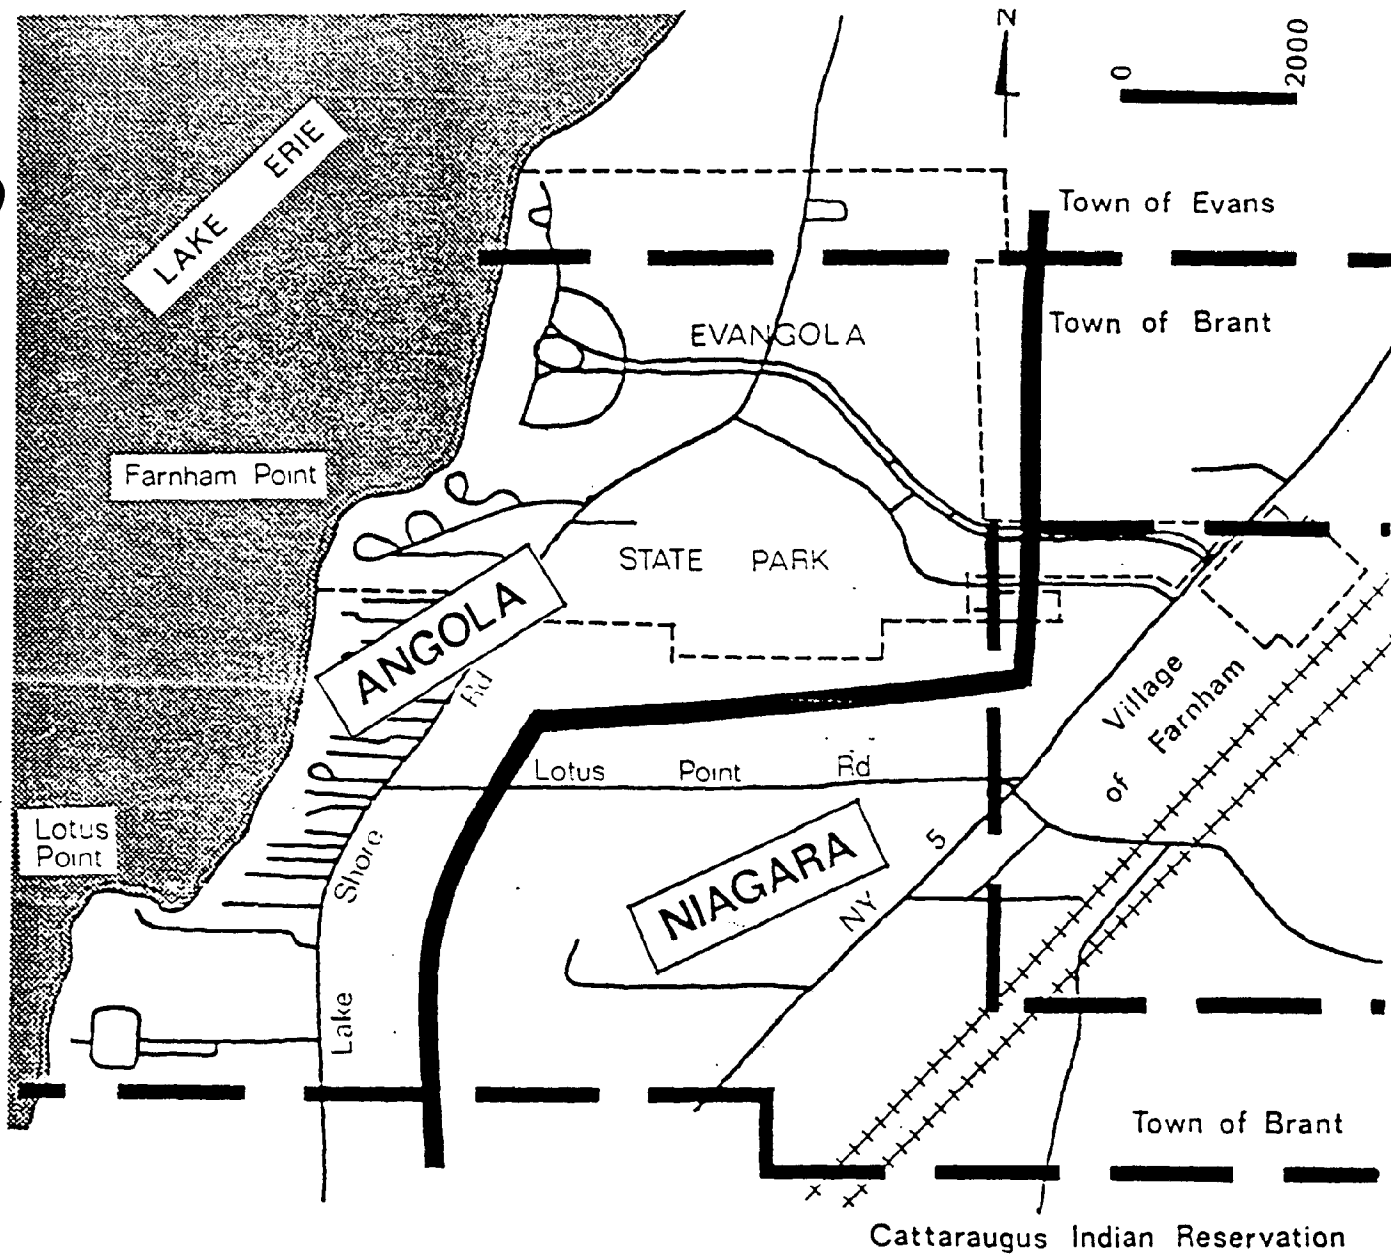 N
0
2000
LAKE ERIE
Town of Evans
Town of Brant
EVANGOLA
Farnham Point
STATE PARK
ANGOLA
Rd
Village
of Farnham
Lotus Point Rd
Lotus
Point
Shore
NIAGARA
NY 5
Lake
Town of Brant
Cattaraugus Indian Reservation